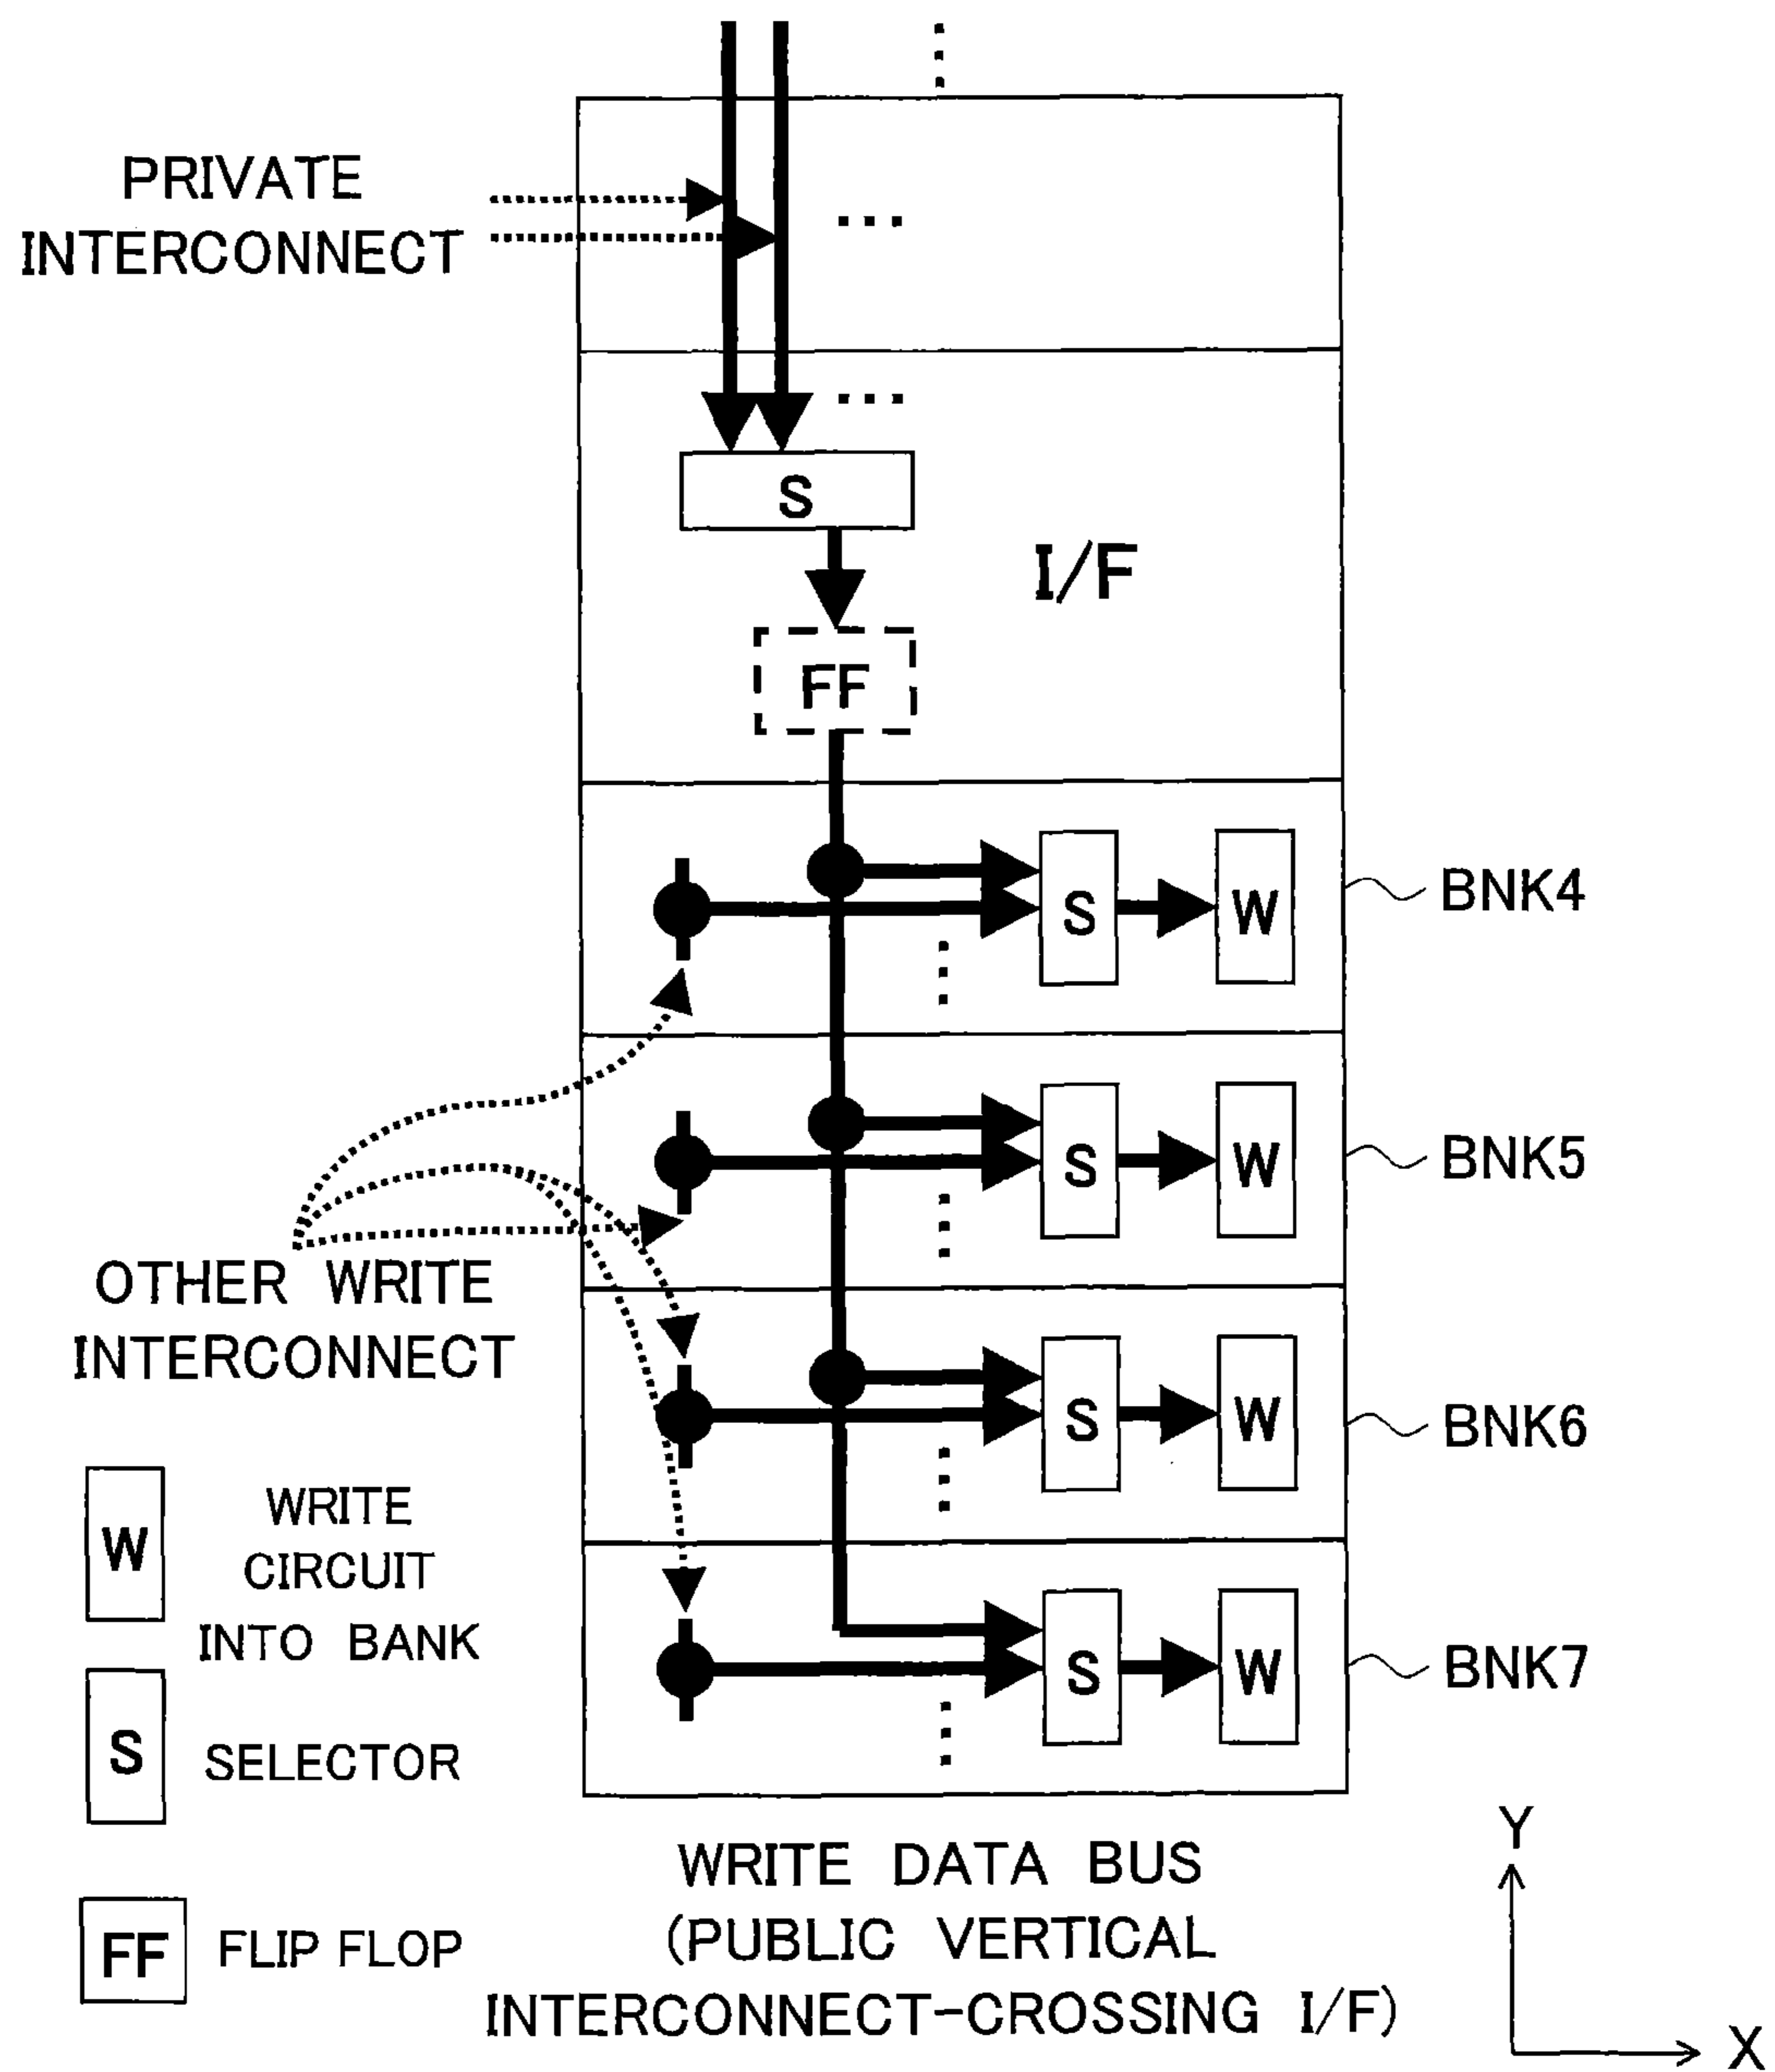 PRIVATE
INTERCONNECT
S
I/F
FF
S
W
BNK4
S
W
BNK5
OTHER WRITE
INTERCONNECT
S
W
BNK6
W
WRITE
CIRCUIT
INTO BANK
S
W
BNK7
S
SELECTOR
FF
FLIP FLOP
WRITE DATA BUS
(PUBLIC VERTICAL
INTERCONNECT-CROSSING I/F)
Y
X